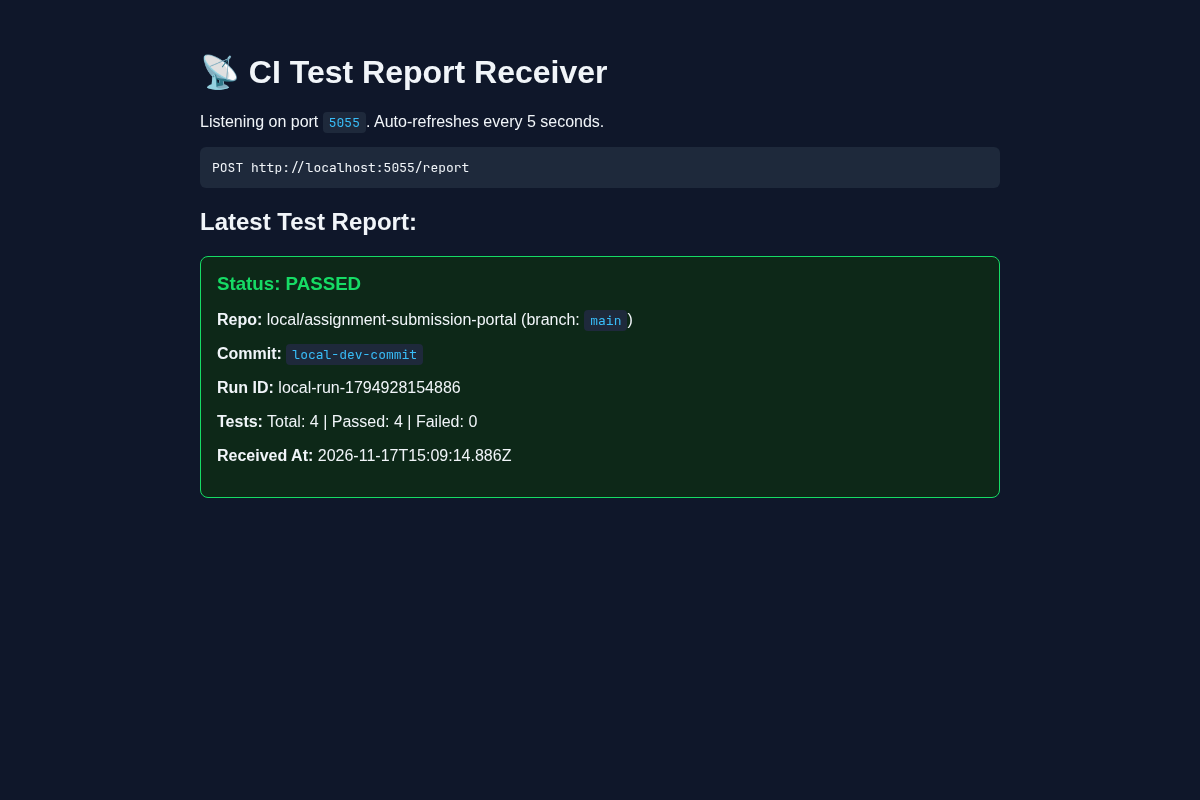 CI Test Report Receiver
Listening on port 5055. Auto-refreshes every 5 seconds.
POST http://localhost:5055/report
Latest Test Report:
Status: PASSED
Repo: local/assignment-submission-portal (branch: main)
Commit: local-dev-commit
Run ID: local-run-1794928154886
Tests: Total: 4 | Passed: 4 | Failed: 0
Received At: 2026-11-17T15:09:14.886Z